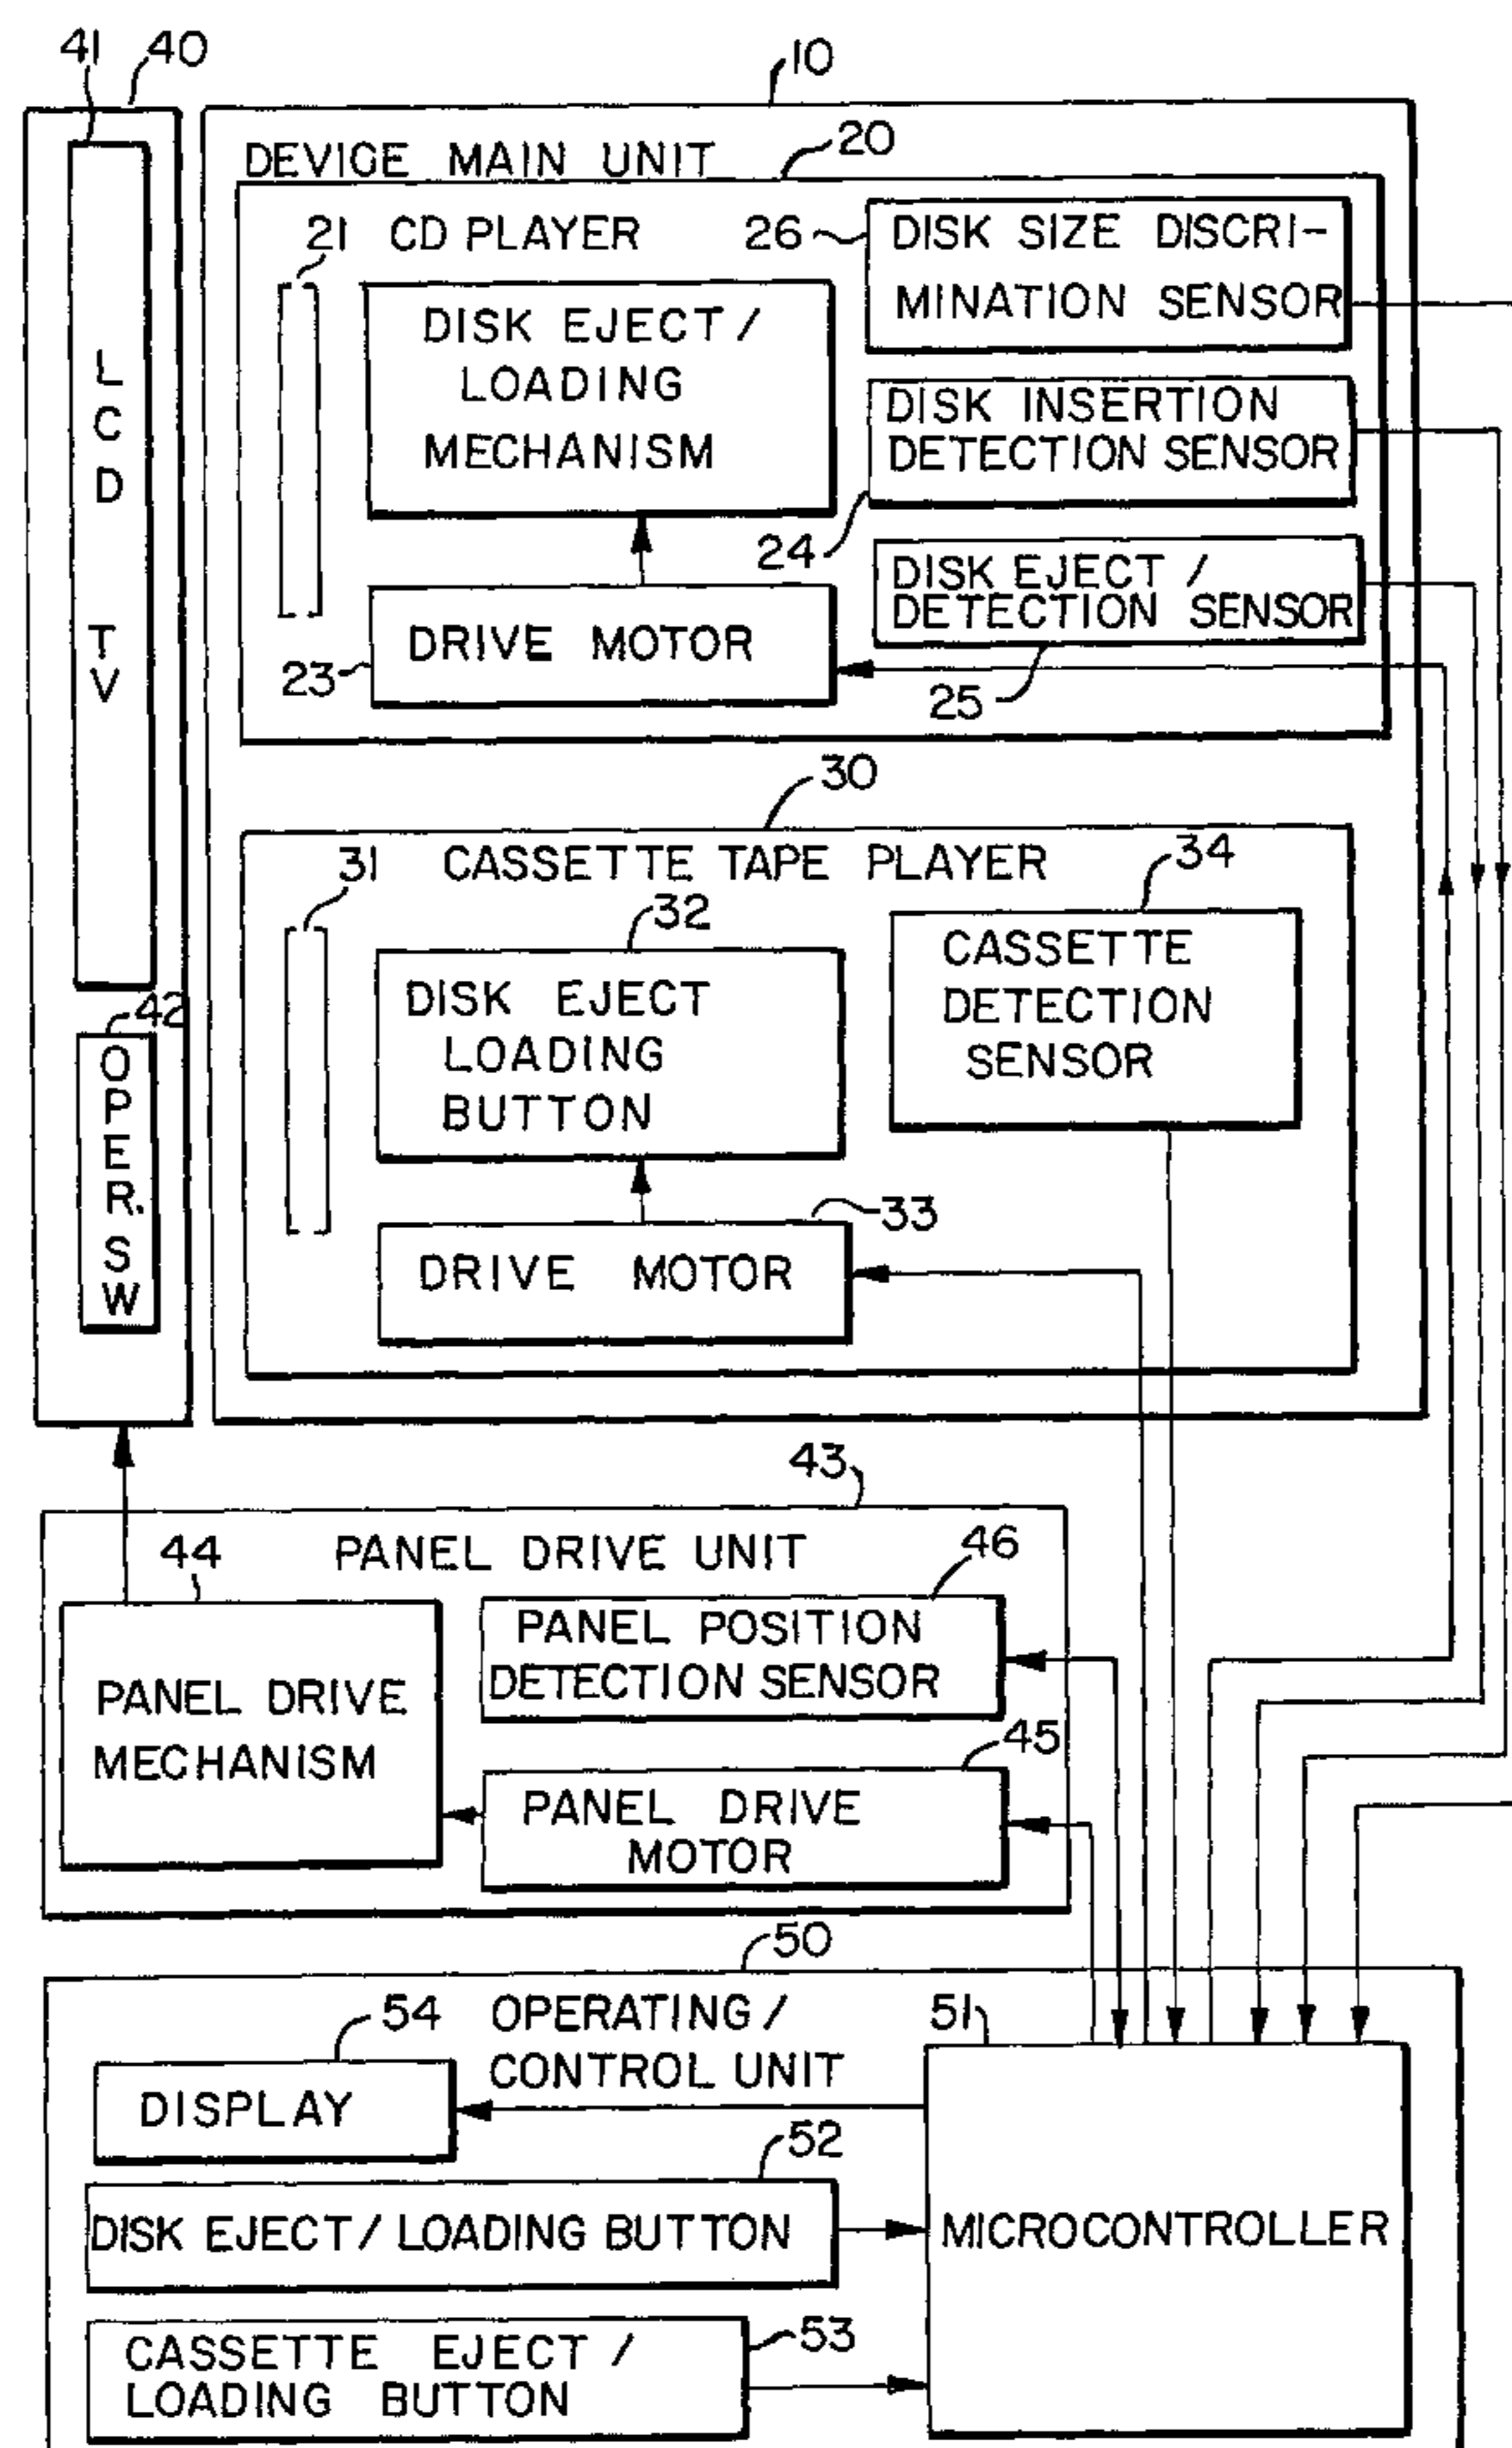 41 40 10
DEVICE MAIN UNIT 20
21 CD PLAYER
26 DISK SIZE DISCRI-
MINATION SENSOR
DISK EJECT /
LOADING
MECHANISM
DISK INSERTION
DETECTION SENSOR
24
DISK EJECT /
DETECTION SENSOR
25
DRIVE MOTOR
23
LCD TV
30
31 CASSETTE TAPE PLAYER 34
32
DISK EJECT
LOADING
BUTTON
CASSETTE
DETECTION
SENSOR
42
OPER. SW
33
DRIVE MOTOR
43
44 PANEL DRIVE UNIT 46
PANEL POSITION
DETECTION SENSOR
PANEL DRIVE
MECHANISM
45
PANEL DRIVE
MOTOR
50
54 OPERATING /
CONTROL UNIT
51
DISPLAY
52
DISK EJECT / LOADING BUTTON
MICROCONTROLLER
53
CASSETTE EJECT /
LOADING BUTTON